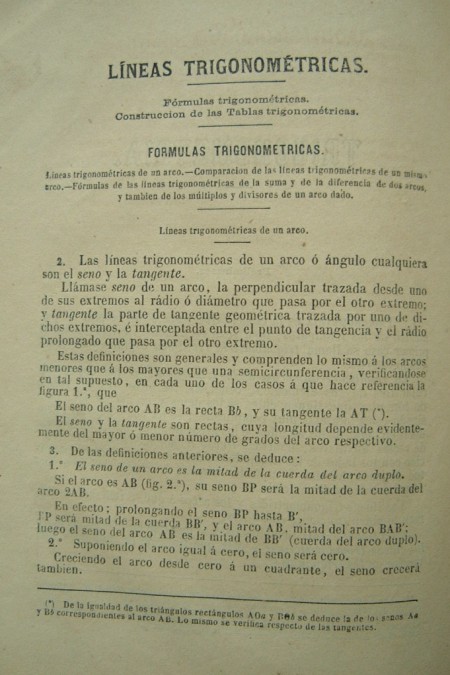 LÍNEAS TRIGONOMÉTRICAS.
Fórmulas trigonométricas.
Construccion de las Tablas trigonométricas.
FORMULAS TRIGONOMETRICAS.
Líneas trigonométricas de un arco.—Comparacion de las líneas trigonométricas de un mismo
arco.—Fórmulas de las líneas trigonométricas de la suma y de la diferencia de dos arcos,
y tambien de los múltiplos y divisores de un arco dado.
Líneas trigonométricas de un arco.
2. Las líneas trigonométricas de un arco ó ángulo cualquiera
son el seno y la tangente.
Llámase seno de un arco, la perpendicular trazada desde uno
de sus extremos al rádio ó diámetro que pasa por el otro extremo;
y tangente la parte de tangente geométrica trazada por uno de di-
chos extremos, é interceptada entre el punto de tangencia y el rádio
prolongado que pasa por el otro extremo.
Estas definiciones son generales y comprenden lo mismo á los arcos
menores que á los mayores que una semicircunferencia, verificándose
en tal supuesto, en cada uno de los casos á que hace referencia la
figura 1.ª, que
El seno del arco AB es la recta Bb, y su tangente la AT (*).
El seno y la tangente son rectas, cuya longitud depende evidente-
mente del mayor ó menor número de grados del arco respectivo.
3. De las definiciones anteriores, se deduce:
1.º El seno de un arco es la mitad de la cuerda del arco duplo.
Si el arco es AB (fig. 2.ª), su seno BP será la mitad de la cuerda del
arco 2AB.
En efecto; prolongando el seno BP hasta B',
BP será mitad de la cuerda BB', y el arco AB, mitad del arco BAB';
luego el seno del arco AB es la mitad de BB' (cuerda del arco duplo).
2.º Suponiendo el arco igual á cero, el seno será cero.
Creciendo el arco desde cero á un cuadrante, el seno crecerá
tambien.
(*) De la igualdad de los triángulos rectángulos AOa y BOb se deduce la de los senos Aa
y Bb correspondientes al arco AB. Lo mismo se verifica respecto de las tangentes.